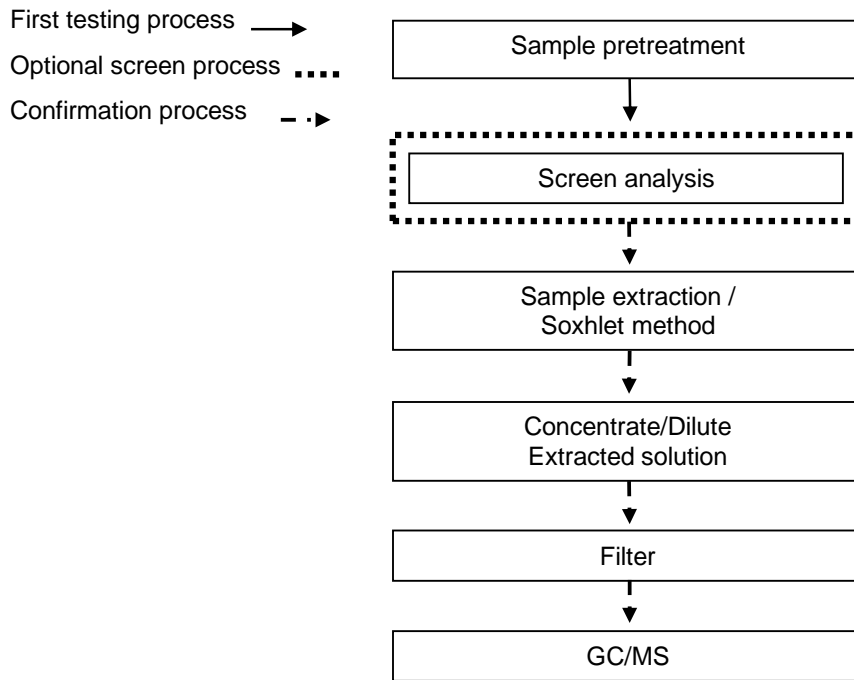 First testing process
Optional screen process
Confirmation process
Sample pretreatment
Screen analysis
Sample extraction /
Soxhlet method
Concentrate/Dilute
Extracted solution
Filter
GC/MS